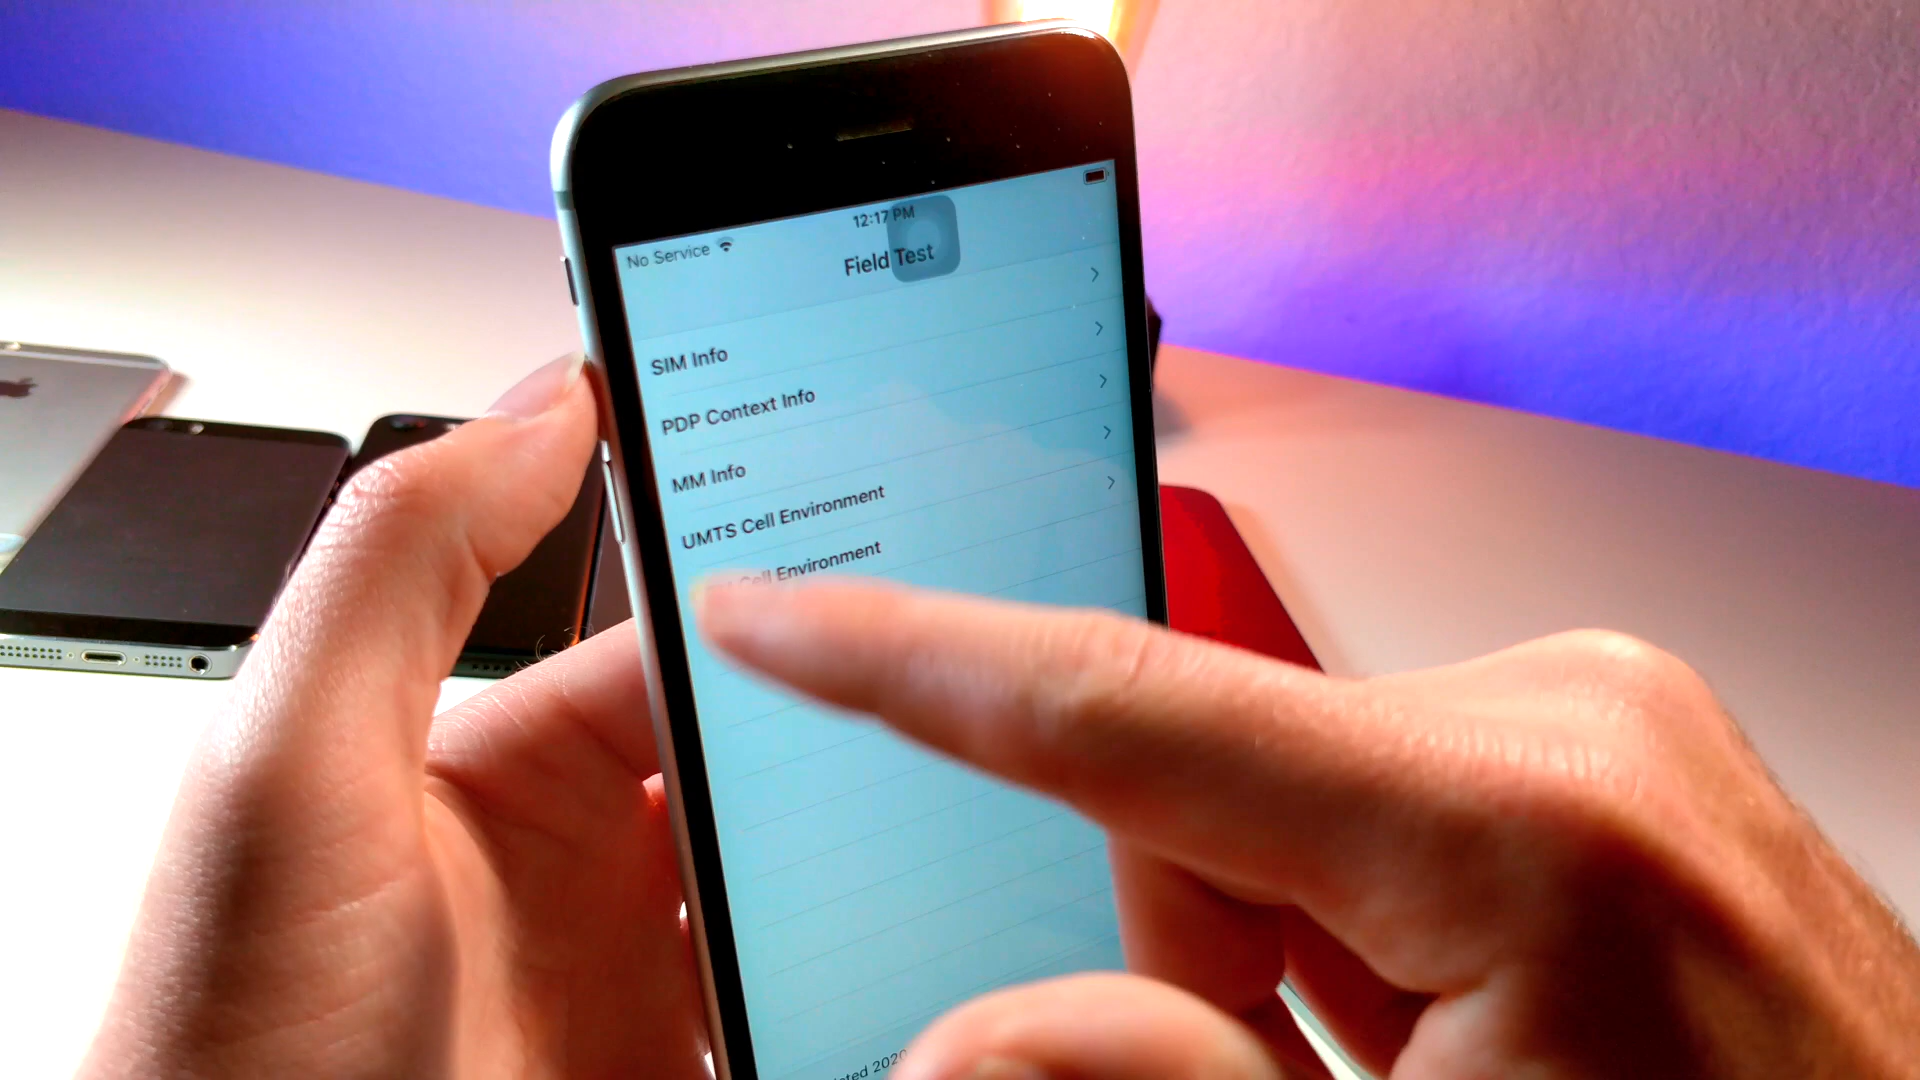 No Service 12:17 PM
Field Test
SIM Info
PDP Context Info
MM Info
UMTS Cell Environment
Cell Environment
2020